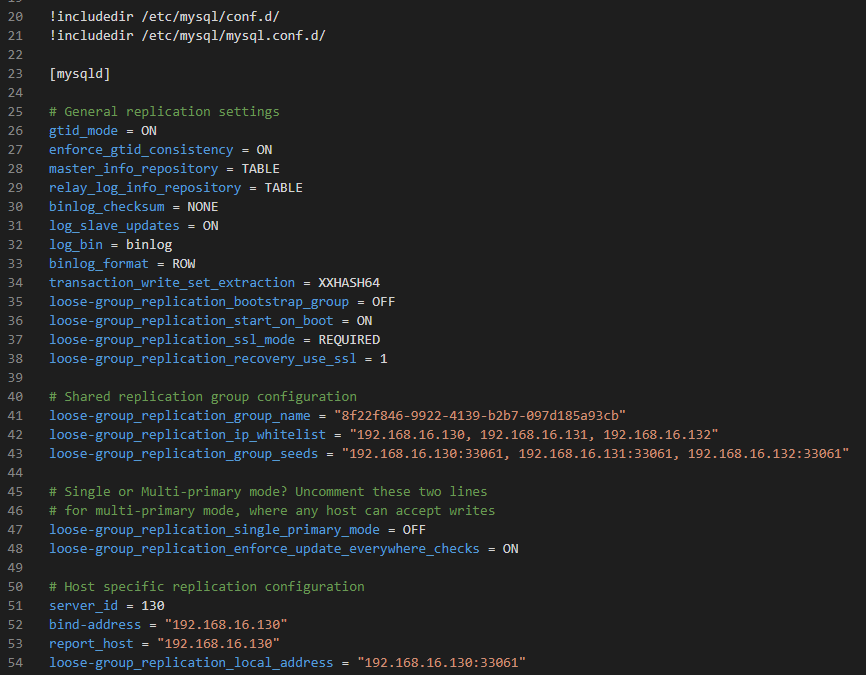 20 !includedir /etc/mysql/conf.d/
21 !includedir /etc/mysql/mysql.conf.d/
22
23 [mysqld]
24
25 # General replication settings
26 gtid_mode = ON
27 enforce_gtid_consistency = ON
28 master_info_repository = TABLE
29 relay_log_info_repository = TABLE
30 binlog_checksum = NONE
31 log_slave_updates = ON
32 log_bin = binlog
33 binlog_format = ROW
34 transaction_write_set_extraction = XXHASH64
35 loose-group_replication_bootstrap_group = OFF
36 loose-group_replication_start_on_boot = ON
37 loose-group_replication_ssl_mode = REQUIRED
38 loose-group_replication_recovery_use_ssl = 1
39
40 # Shared replication group configuration
41 loose-group_replication_group_name = "8f22f846-9922-4139-b2b7-097d185a93cb"
42 loose-group_replication_ip_whitelist = "192.168.16.130, 192.168.16.131, 192.168.16.132"
43 loose-group_replication_group_seeds = "192.168.16.130:33061, 192.168.16.131:33061, 192.168.16.132:33061"
44
45 # Single or Multi-primary mode? Uncomment these two lines
46 # for multi-primary mode, where any host can accept writes
47 loose-group_replication_single_primary_mode = OFF
48 loose-group_replication_enforce_update_everywhere_checks = ON
49
50 # Host specific replication configuration
51 server_id = 130
52 bind-address = "192.168.16.130"
53 report_host = "192.168.16.130"
54 loose-group_replication_local_address = "192.168.16.130:33061"